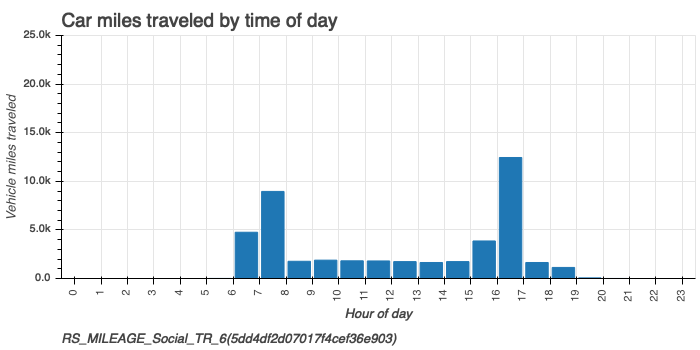 Car miles traveled by time of day
25.0k
20.0k
15.0k
10.0k
5.0k
0.0
Vehicle miles traveled
0 1 2 3 4 5 6 7 8 9 10 11 12 13 14 15 16 17 18 19 20 21 22 23
Hour of day
RS_MILEAGE_Social_TR_6(5dd4df2d07017f4cef36e903)